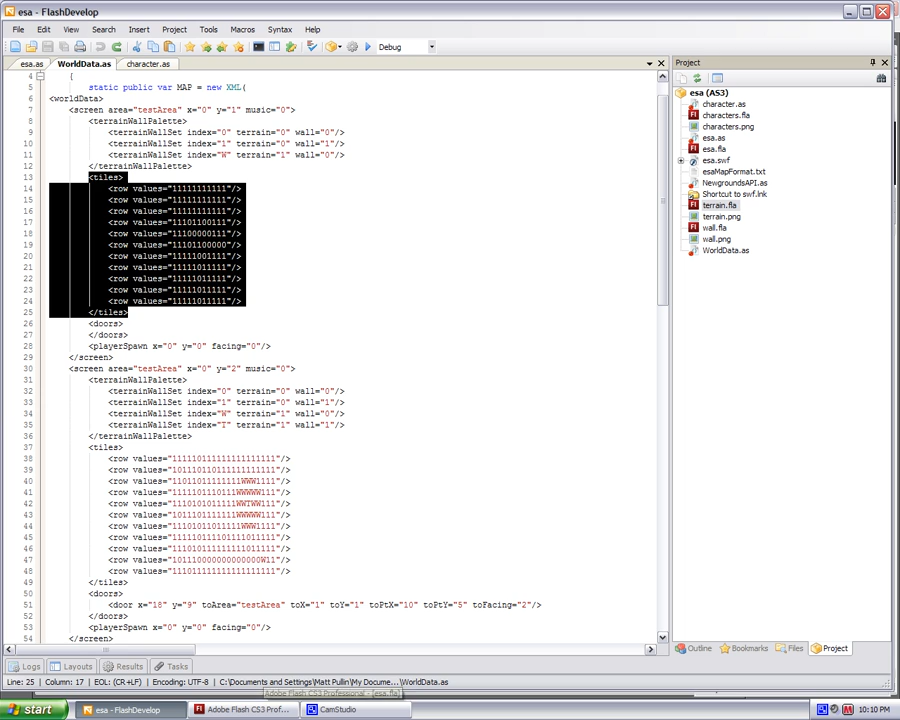 esa - FlashDevelop
File Edit View Search Insert Project Tools Macros Syntax Help
Debug
esa.as WorldData.as character.as
4 {
5 static public var MAP = new XML(
6 <worldData>
7 <screen area="testArea" x="0" y="1" music="0">
8 <terrainWallPalette>
9 <terrainWallSet index="0" terrain="0" wall="0"/>
10 <terrainWallSet index="1" terrain="0" wall="1"/>
11 <terrainWallSet index="W" terrain="1" wall="0"/>
12 </terrainWallPalette>
13 <tiles>
14 <row values="11111111111"/>
15 <row values="11111111111"/>
16 <row values="11111111111"/>
17 <row values="11101100111"/>
18 <row values="11100000111"/>
19 <row values="11101100000"/>
20 <row values="11111001111"/>
21 <row values="11111011111"/>
22 <row values="11111011111"/>
23 <row values="11111011111"/>
24 <row values="11111011111"/>
25 </tiles>
26 <doors>
27 </doors>
28 <playerSpawn x="0" y="0" facing="0"/>
29 </screen>
30 <screen area="testArea" x="0" y="2" music="0">
31 <terrainWallPalette>
32 <terrainWallSet index="0" terrain="0" wall="0"/>
33 <terrainWallSet index="1" terrain="0" wall="1"/>
34 <terrainWallSet index="W" terrain="1" wall="0"/>
35 <terrainWallSet index="T" terrain="1" wall="1"/>
36 </terrainWallPalette>
37 <tiles>
38 <row values="111110111111111111111"/>
39 <row values="101110110111111111111"/>
40 <row values="11011011111111WWW1111"/>
41 <row values="1111101110111WWWWW111"/>
42 <row values="1110101011111WWTWW111"/>
43 <row values="1011101011111WWWWW111"/>
44 <row values="11101011011111WWW1111"/>
45 <row values="111110111101111011111"/>
46 <row values="111010111111111011111"/>
47 <row values="101110000000000000W11"/>
48 <row values="111011111111111111111"/>
49 </tiles>
50 <doors>
51 <door x="18" y="9" toArea="testArea" toX="1" toY="1" toPtX="10" toPtY="5" toFacing="2"/>
52 </doors>
53 <playerSpawn x="0" y="0" facing="0"/>
54 </screen>
Project
esa (AS3)
character.as
characters.fla
characters.png
esa.as
esa.fla
esa.swf
esaMapFormat.txt
NewgroundsAPI.as
Shortcut to swf.lnk
terrain.fla
terrain.png
wall.fla
wall.png
WorldData.as
Outline Bookmarks Files Project
Logs Layouts Results Tasks
Line: 25 Column: 17 EOL: (CR+LF) Encoding: UTF-8 C:\Documents and Settings\Matt Pullin\My Docume...\WorldData.as
Adobe Flash CS3 Professional - [esa.fla]
start esa - FlashDevelop Adobe Flash CS3 Prof... CamStudio 10:10 PM